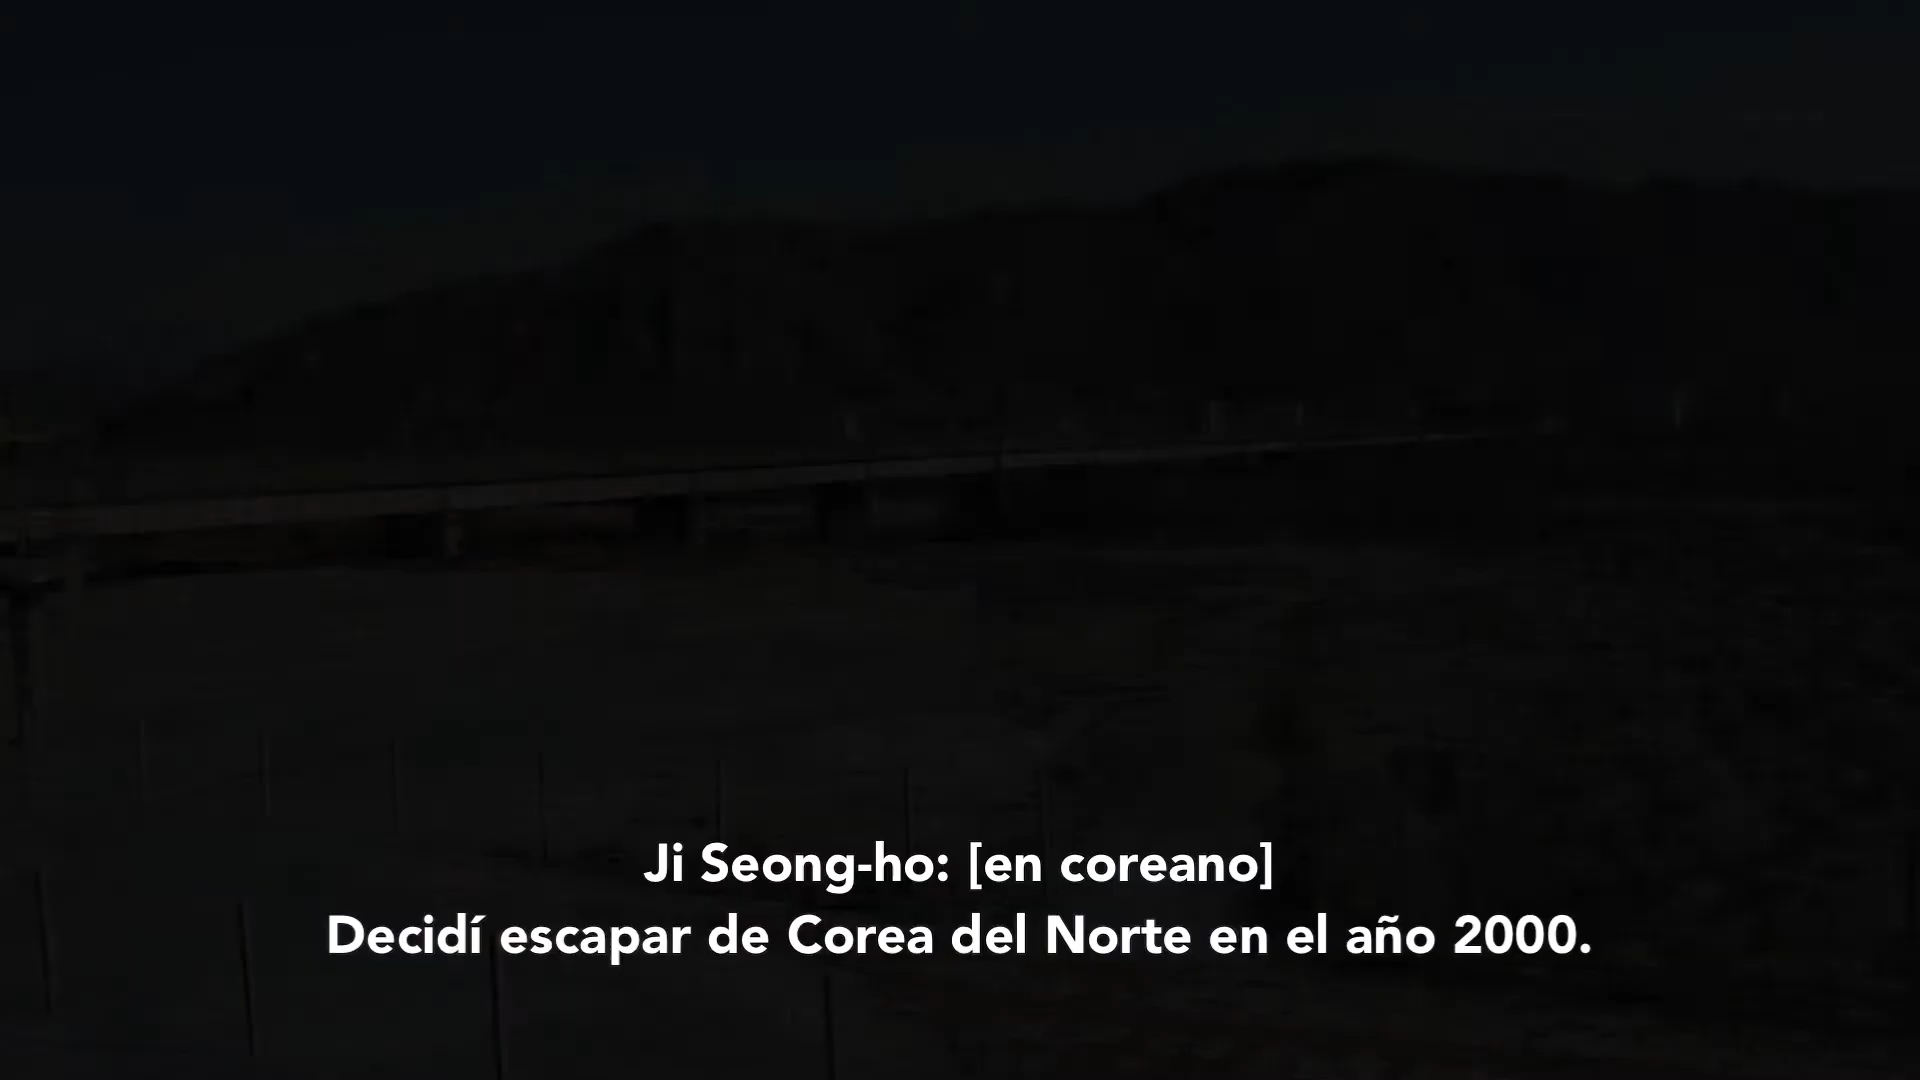 Ji Seong-ho: [en coreano]
Decidí escapar de Corea del Norte en el año 2000.